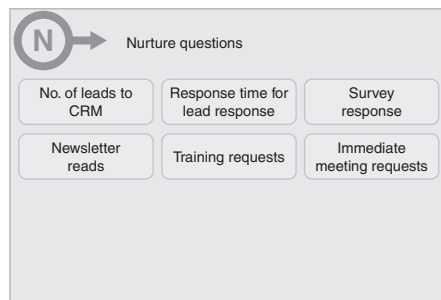 N
Nurture questions
No. of leads to
CRM
Response time for
lead response
Survey
response
Newsletter
reads
Training requests
Immediate
meeting requests